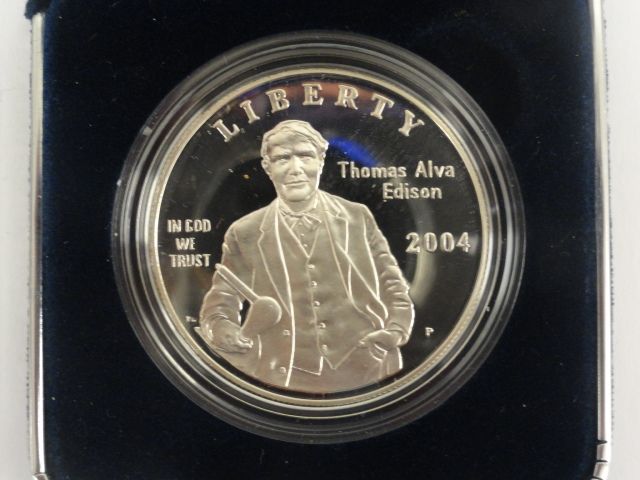 LIBERTY
Thomas Alva
Edison
IN GOD
WE
TRUST
2004
P